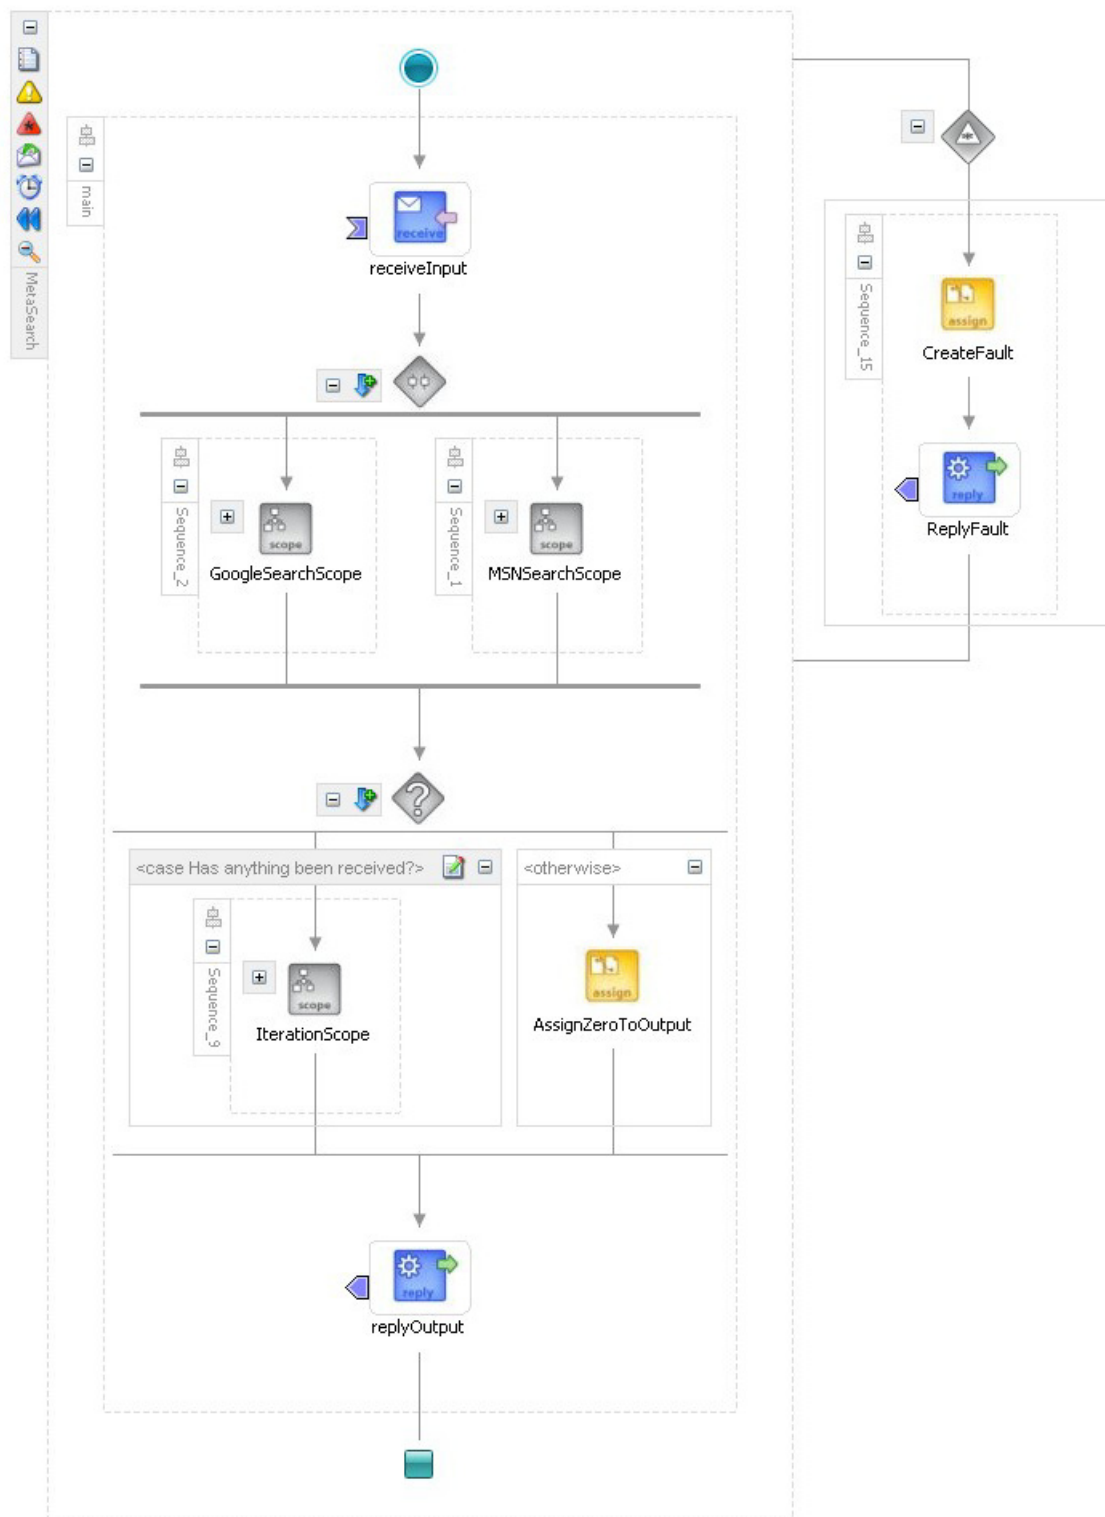 MetaSearch
main
receive
receiveInput
Sequence_2
scope
GoogleSearchScope
Sequence_1
scope
MSNSearchScope
<case Has anything been received?>
Sequence_9
scope
IterationScope
<otherwise>
assign
AssignZeroToOutput
reply
replyOutput
Sequence_15
assign
CreateFault
reply
ReplyFault